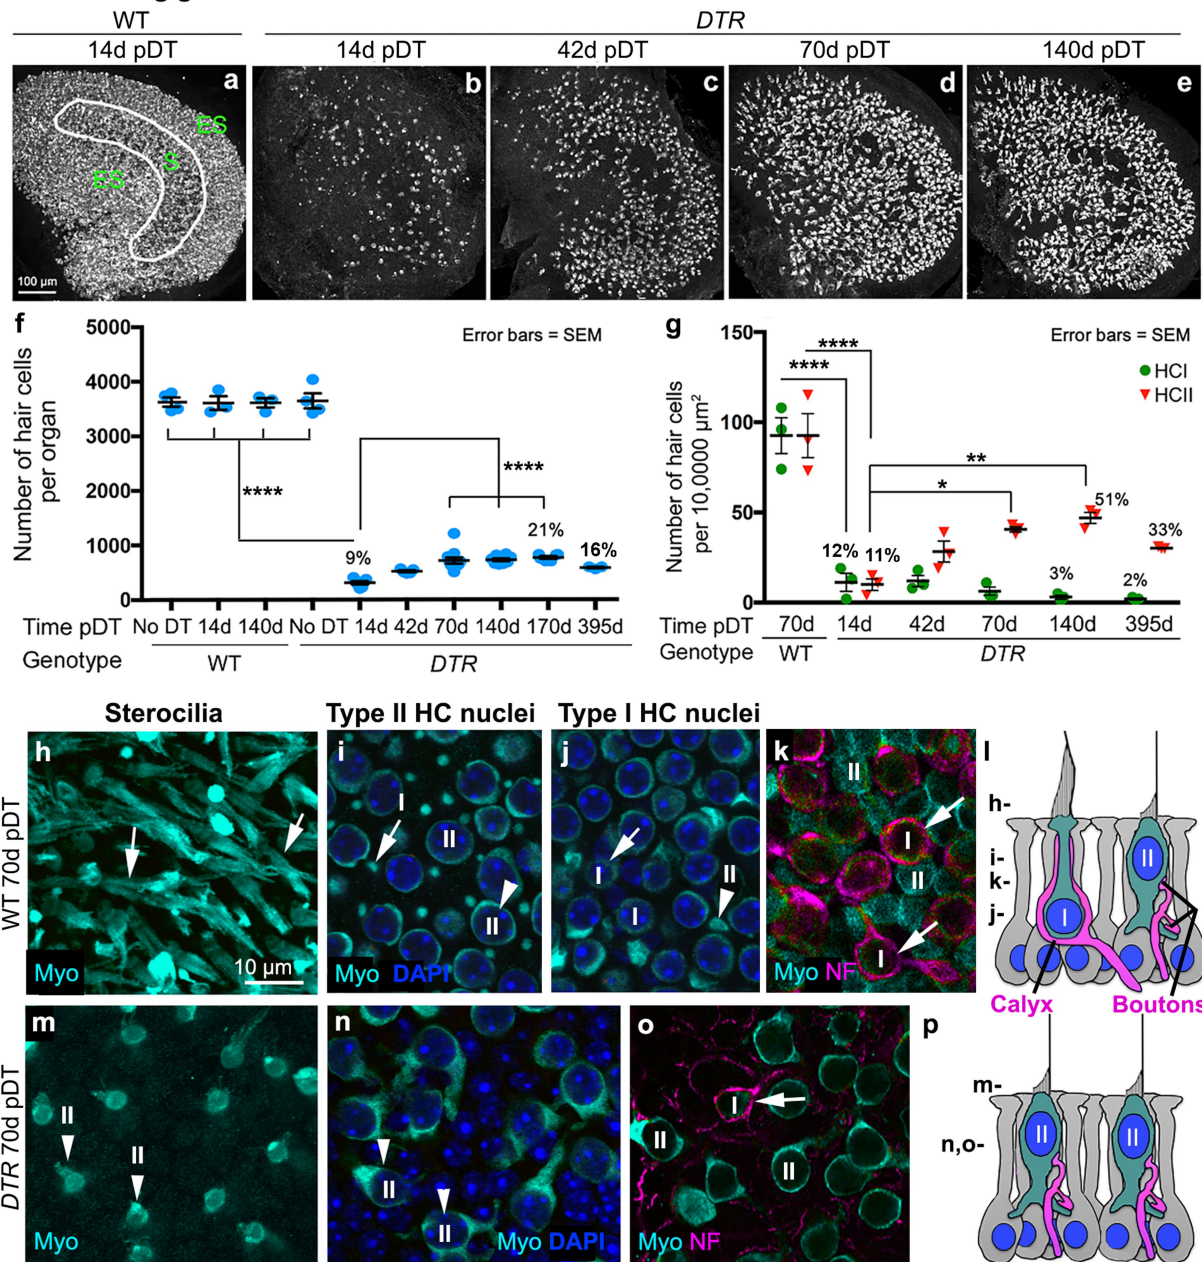 WT
DTR
14d pDT
14d pDT
42d pDT
70d pDT
140d pDT
a
b
c
d
e
ES
S
ES
100 µm
f
Error bars = SEM
Number of hair cells
per organ
5000
4000
3000
2000
1000
0
****
****
9%
21%
16%
Time pDT No DT 14d 140d No DT 14d 42d 70d 140d 170d 395d
Genotype WT DTR
g
Error bars = SEM
HCI
HCII
Number of hair cells
per 10,0000 µm²
150
100
50
0
****
****
**
*
12%
11%
51%
3%
33%
2%
Time pDT 70d 14d 42d 70d 140d 395d
Genotype WT DTR
Sterocilia
Type II HC nuclei
Type I HC nuclei
WT 70d pDT
h
Myo
10 µm
i
I
II
II
Myo DAPI
j
I
II
I
Myo DAPI
k
II
I
II
I
Myo NF
l
h-
i-
k-
j-
II
I
Calyx
Boutons
DTR 70d pDT
m
II
II
Myo
n
II
II
Myo DAPI
o
I
II
II
Myo NF
p
m-
n,o-
II
II